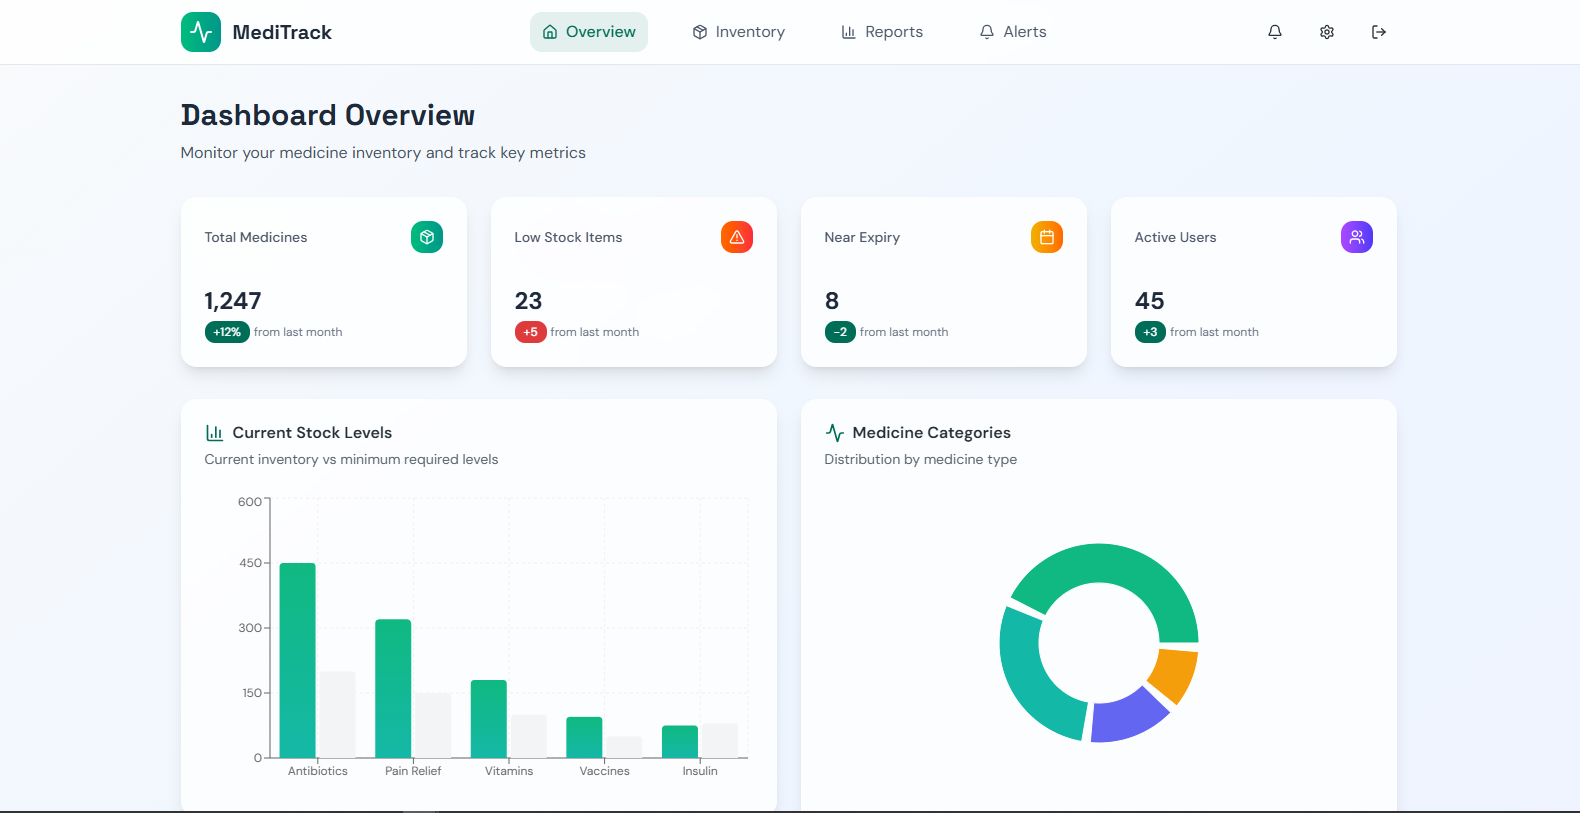 MediTrack
Overview
Inventory
Reports
Alerts
Dashboard Overview
Monitor your medicine inventory and track key metrics
Total Medicines
1,247
+12% from last month
Low Stock Items
23
+5 from last month
Near Expiry
8
-2 from last month
Active Users
45
+3 from last month
Current Stock Levels
Current inventory vs minimum required levels
600
450
300
150
0
Antibiotics
Pain Relief
Vitamins
Vaccines
Insulin
Medicine Categories
Distribution by medicine type